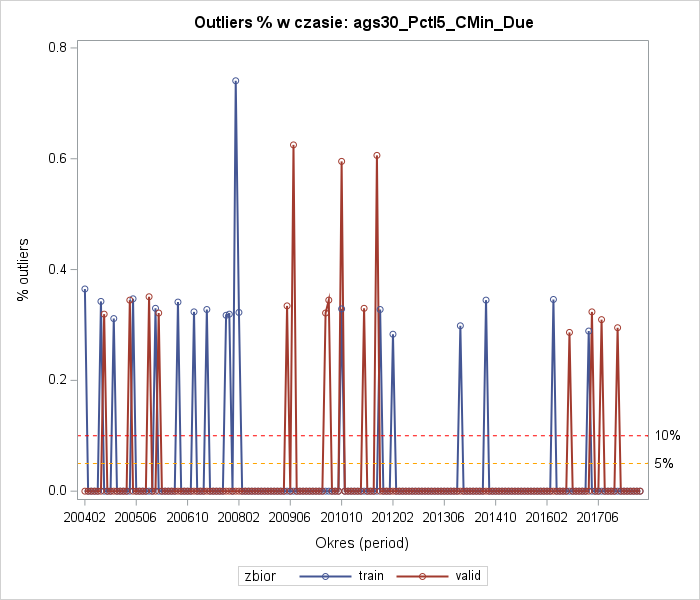 Outliers % w czasie: ags30_Pctl5_CMin_Due
% outliers
0.8
0.6
0.4
0.2
0.0
10%
5%
200402 200506 200610 200802 200906 201010 201202 201306 201410 201602 201706
Okres (period)
zbior train valid